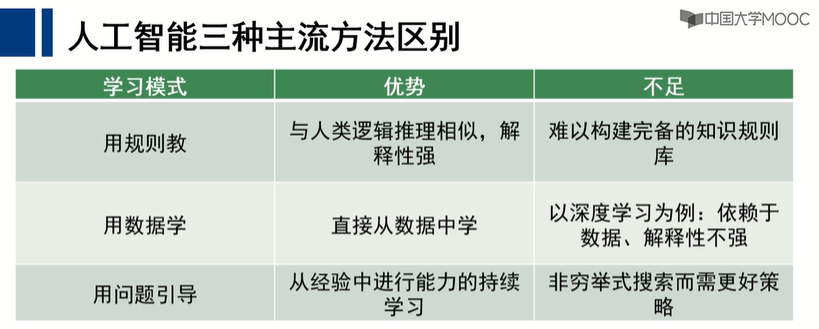 中国大学MOOC
人工智能三种主流方法区别
学习模式
优势
不足
用规则教
与人类逻辑推理相似，解
释性强
难以构建完备的知识规则
库
用数据学
直接从数据中学
以深度学习为例：依赖于
数据、解释性不强
用问题引导
从经验中进行能力的持续
学习
非穷举式搜索而需更好策
略